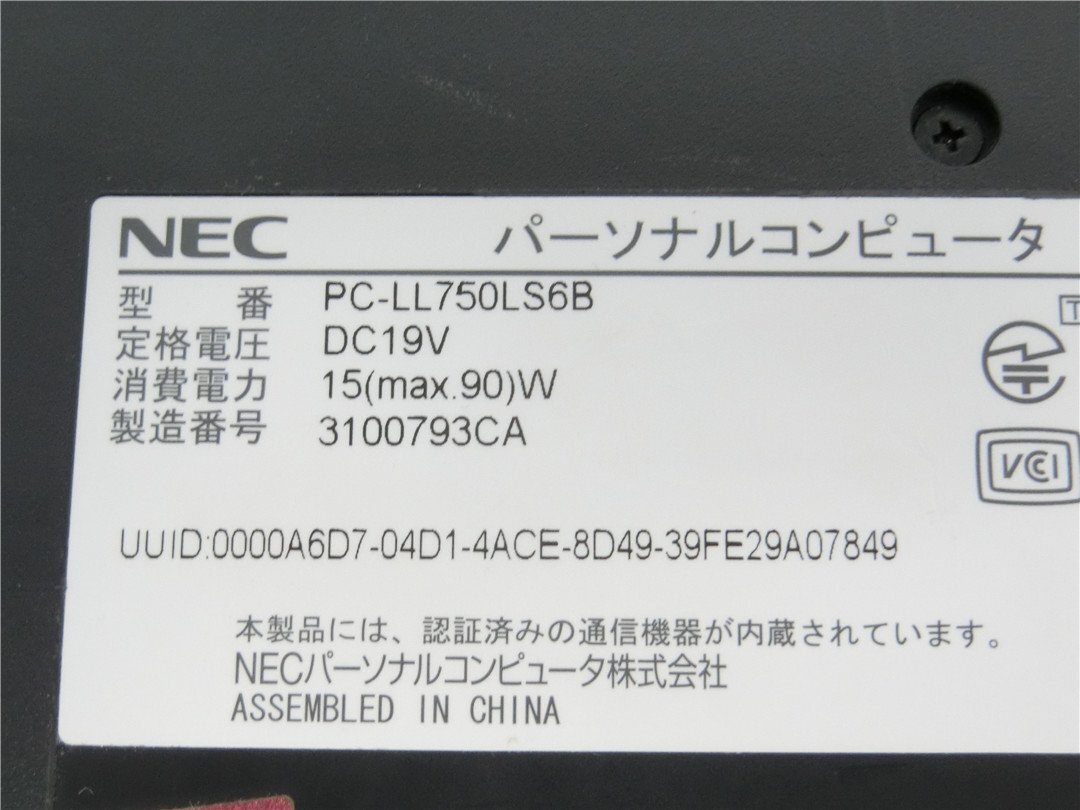 NEC パーソナルコンピュータ
型番 PC-LL750LS6B
定格電圧 DC19V
消費電力 15(max.90)W
製造番号 3100793CA
T
VCCI
UUID:0000A6D7-04D1-4ACE-8D49-39FE29A07849
本製品には、認証済みの通信機器が内蔵されています。
NECパーソナルコンピュータ株式会社
ASSEMBLED IN CHINA